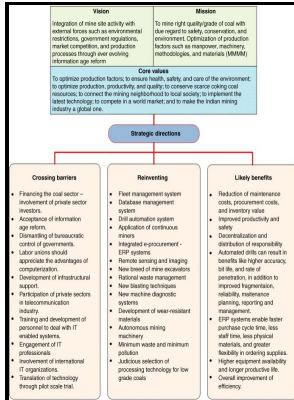 Vision
Integration of mine site activity with
external forces such as environmental
restrictions, government regulations,
market competition, and production
processes through ever evolving
information age reform
Mission
To mine right quality/grade of coal with
due regard to safety, conservation, and
environment. Optimization of production
factors such as manpower, machinery,
methodologies, and materials (MMMM)
Core values
To optimize production factors; to ensure health, safety, and care of the environment;
to optimize production, productivity, and quality; to conserve scarce coking coal
resources; to connect the mining neighborhood to local society; to implement the
latest technology; to compete in a world market; and to make the Indian mining
industry a global one.
Strategic directions
Crossing barriers
• Financing the coal sector –
involvement of private sector
investors.
• Acceptance of information
age reform.
• Dismantling of bureaucratic
control of governments.
• Labor unions should
appreciate the advantages of
computerization.
• Development of infrastructural
support.
• Participation of private sectors
in telecommunication
industry.
• Training and development of
personnel to deal with IT
enabled systems.
• Engagement of IT
professionals
• Involvement of international
IT organizations.
• Translation of technology
through pilot scale trial.
Reinventing
• Fleet management system
• Database management
system
• Drill automation system
• Application of continuous
miners
• Integrated e-procurement -
ERP systems
• Remote sensing and imaging
• New breed of mine excavators
• Rational waste management
• New blasting techniques
• New machine diagnostic
systems
• Development of wear-resistant
materials
• Autonomous mining
machinery
• Minimum waste and minimum
pollution
• Judicious selection of
processing technology for low
grade coals
Likely benefits
• Reduction of maintenance
costs, procurement costs,
and inventory value
• Improved productivity and
safety
• Decentralization and
distribution of responsibility
• Automated drills can result in
benefits like higher accuracy,
bit life, and rate of
penetration, in addition to
improved fragmentaion,
reliability, maitenance
planning, reporting and
management.
• ERP systems enable faster
purchase cycle time, less
staff time, less physical
materials, and greater
flexibility in ordering supplies.
• Higher equipment availability
and longer productive life.
• Overall improvement of
efficiency.